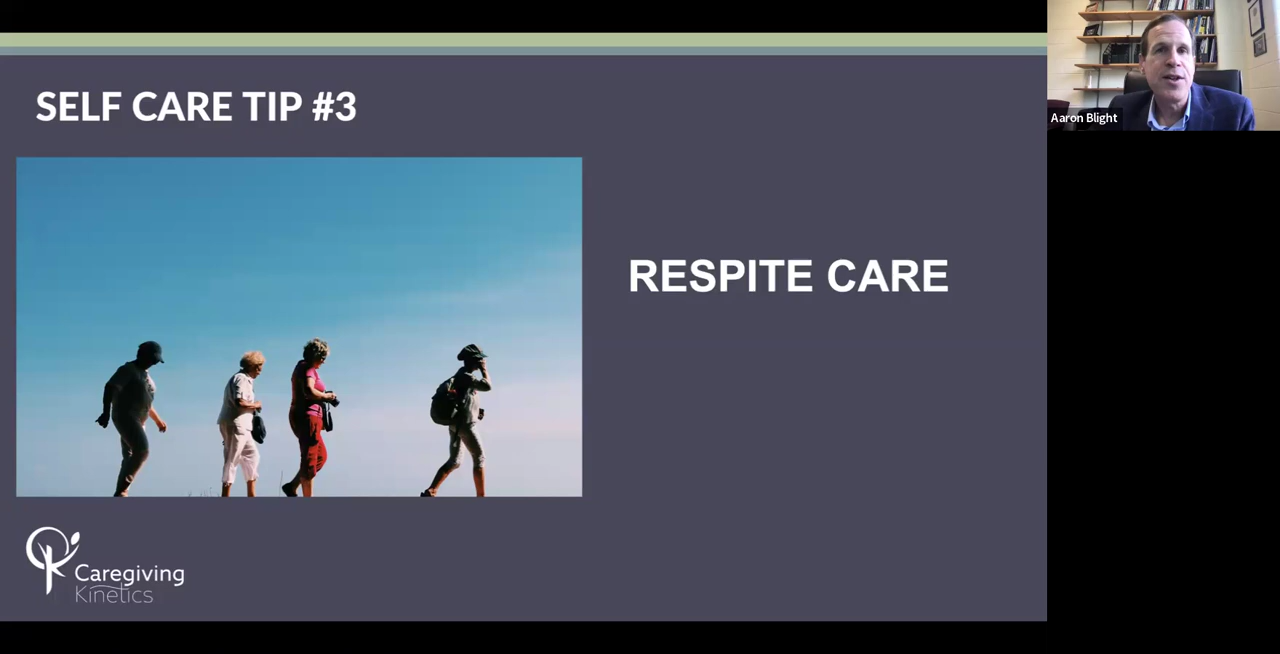 SELF CARE TIP #3
RESPITE CARE
Caregiving
Kinetics
Aaron Blight